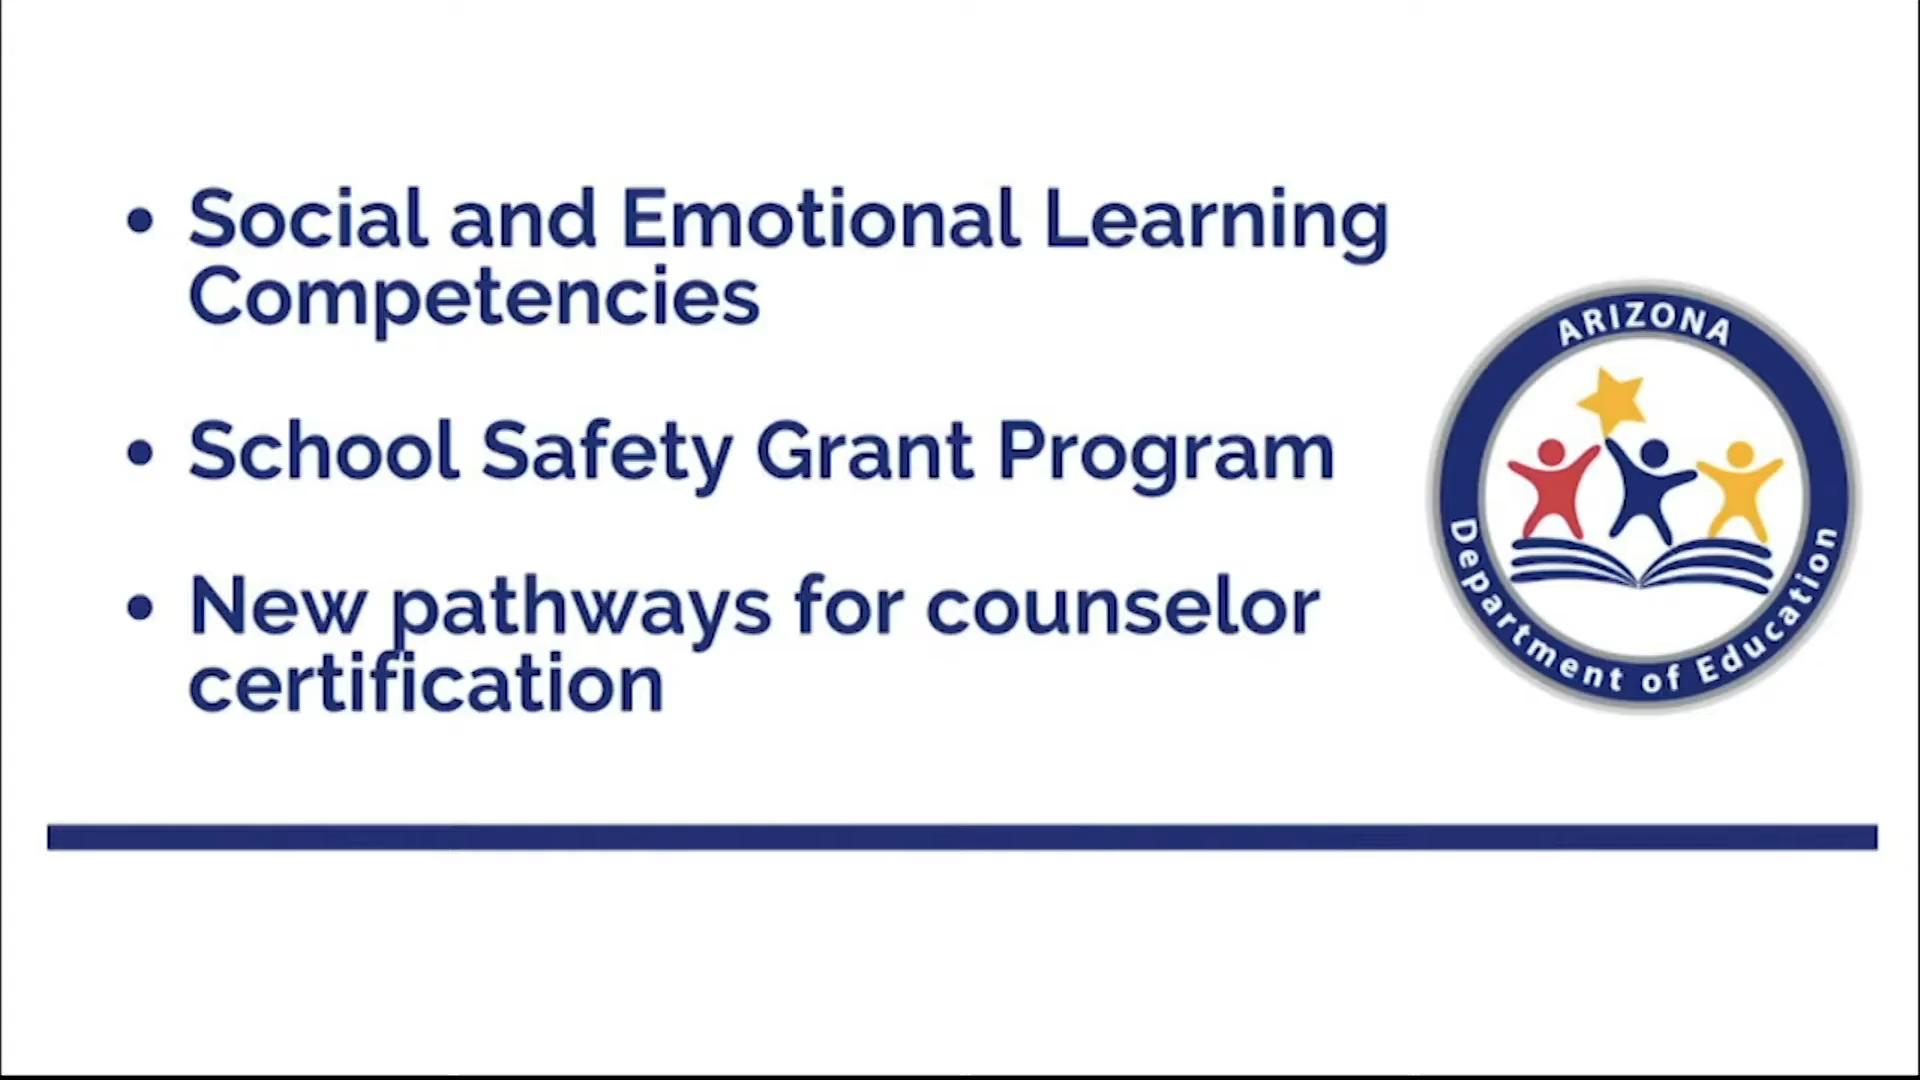 • Social and Emotional Learning
Competencies
• School Safety Grant Program
• New pathways for counselor
certification
ARIZONA
Department of Education